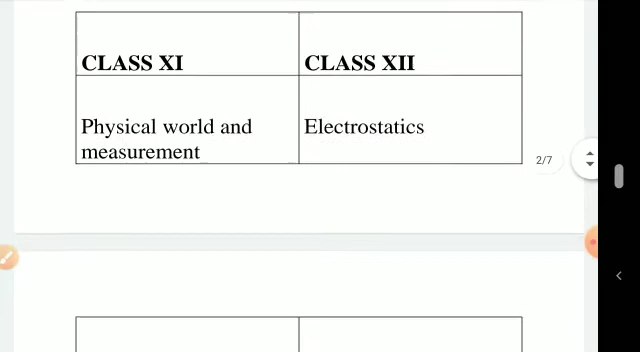 CLASS XI
CLASS XII
Physical world and
measurement
Electrostatics
2/7